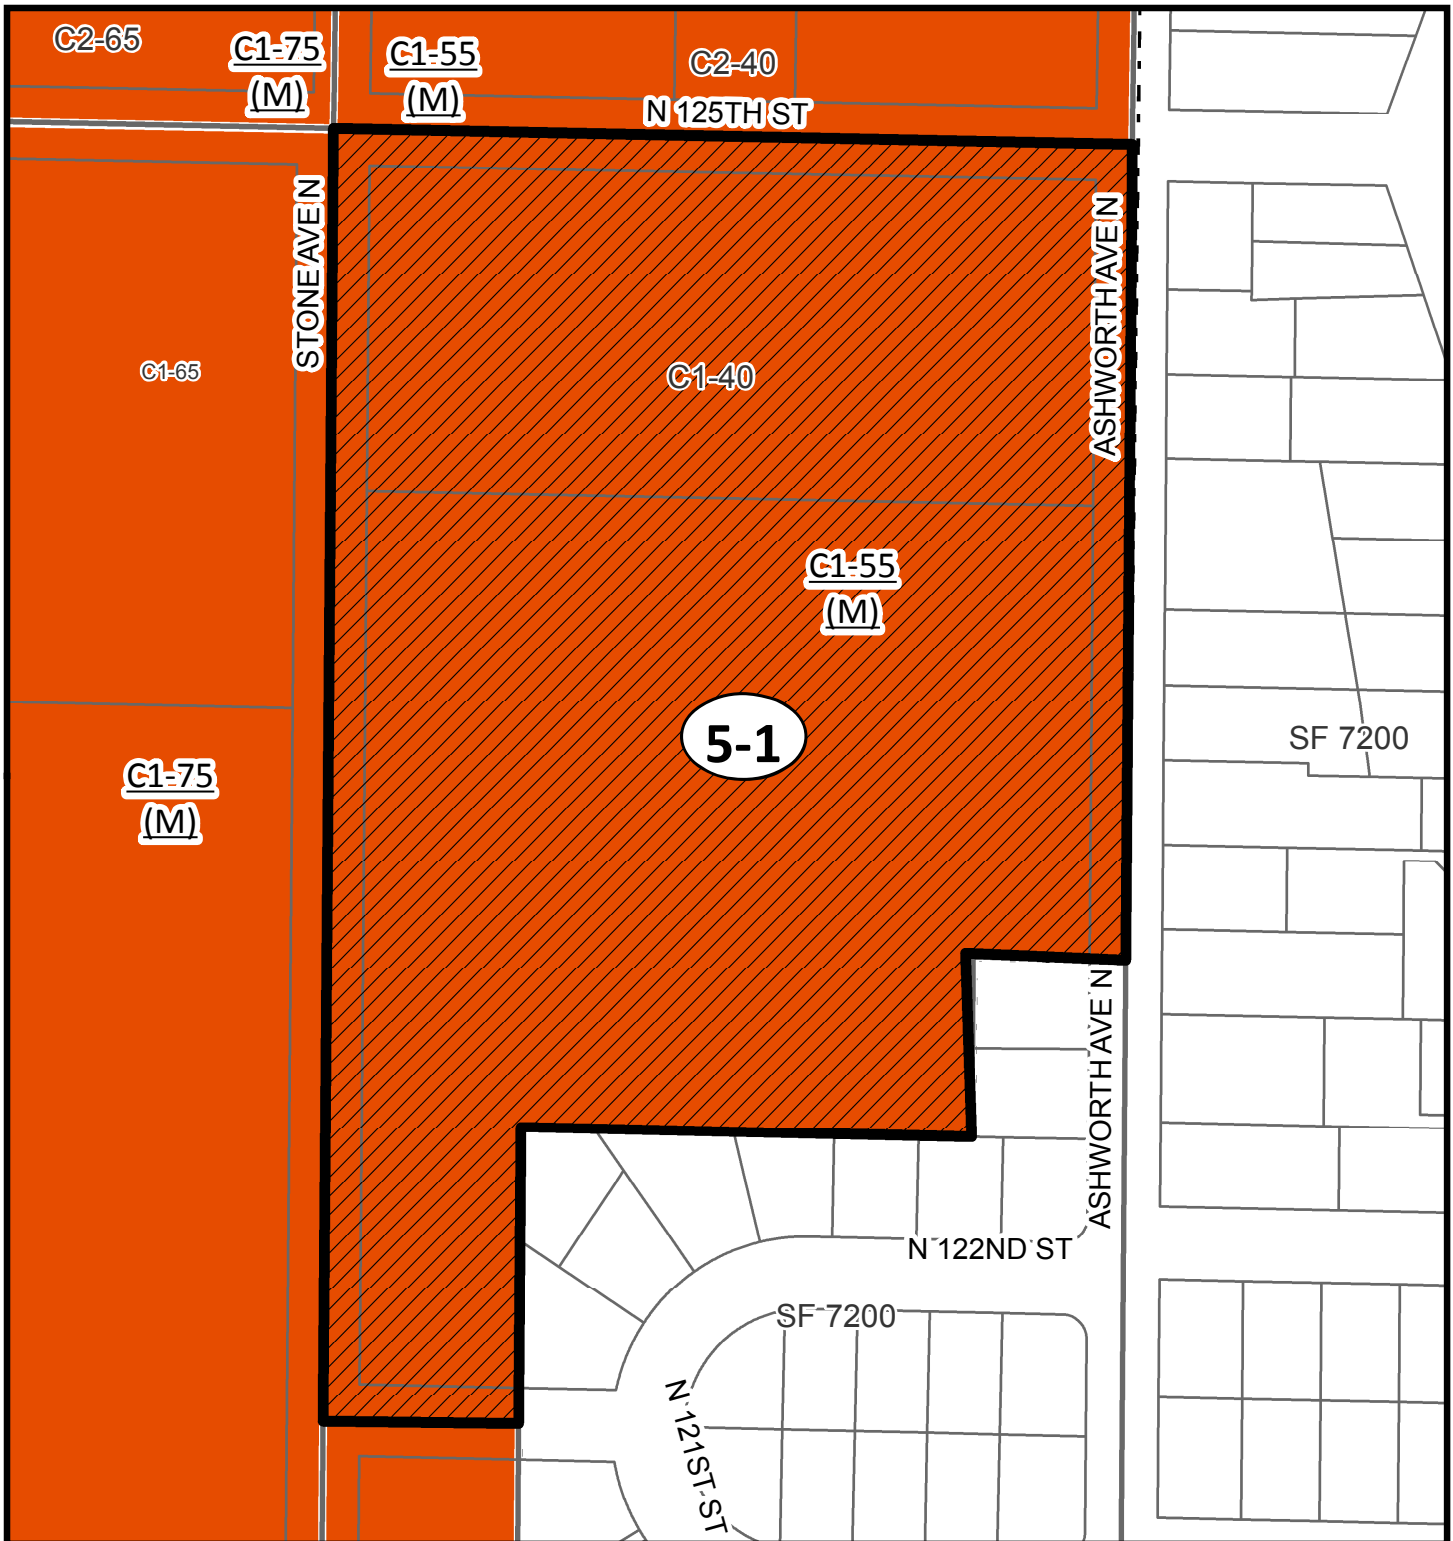 C2-65
C1-75
(M)
C1-55
(M)
C2-40
N 125TH ST
STONE AVE N
ASHWORTH AVE N
C1-65
C1-40
C1-55
(M)
5-1
SF 7200
C1-75
(M)
ASHWORTH AVE N
N 122ND ST
SF 7200
N 121ST ST